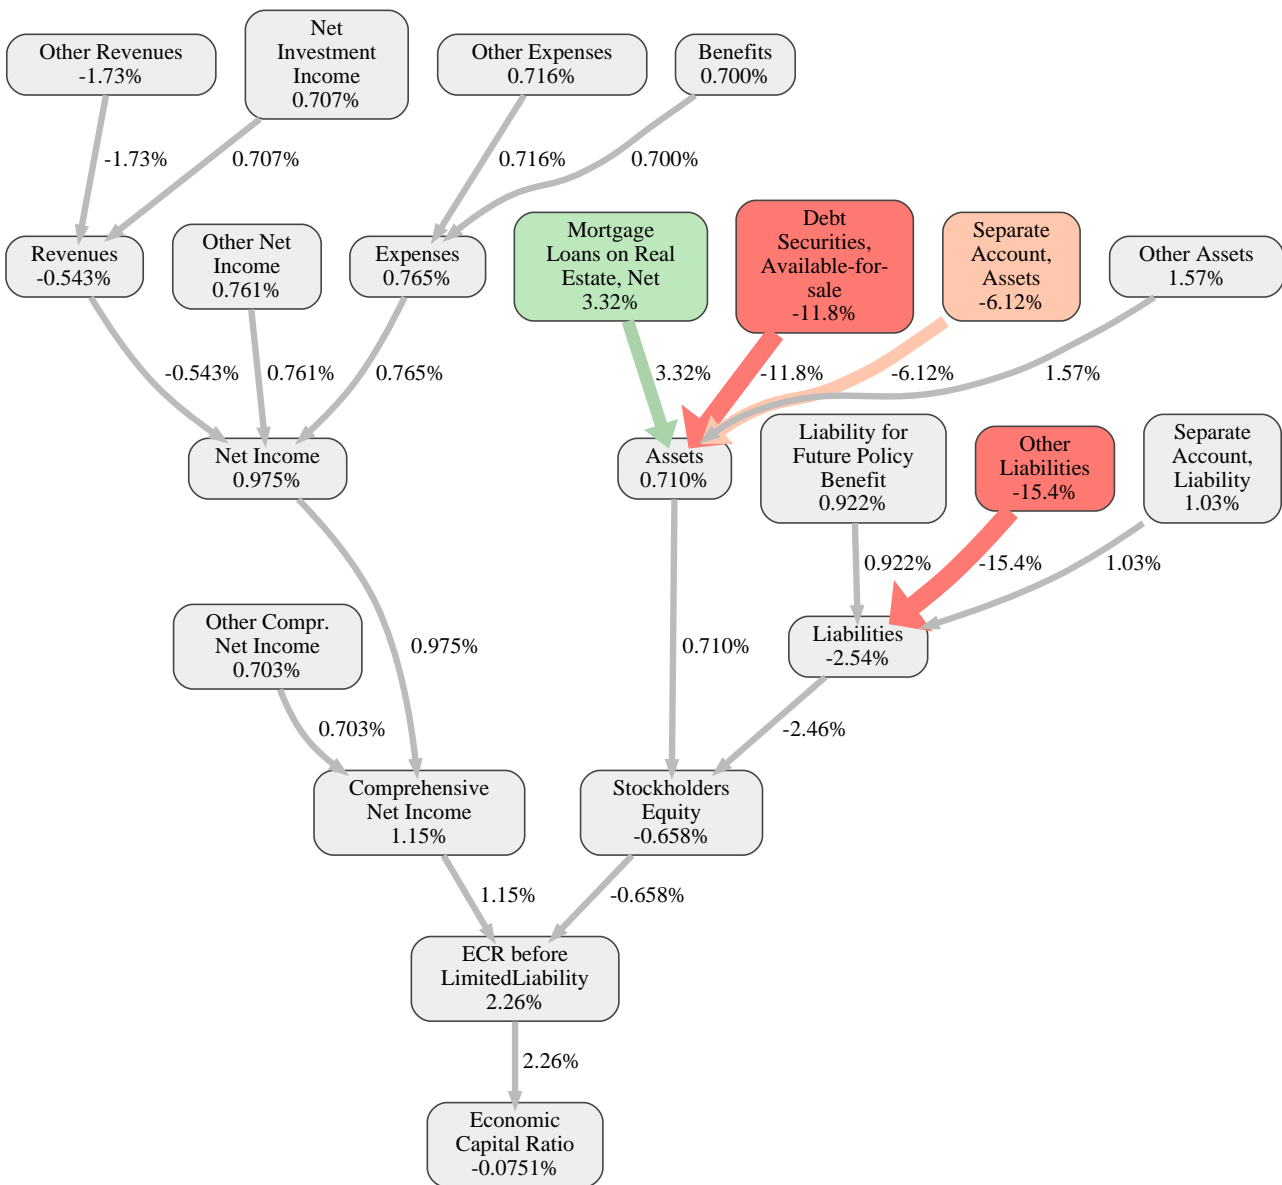 Other Revenues
-1.73%
Net
Investment
Income
0.707%
Other Expenses
0.716%
Benefits
0.700%
-1.73%
0.707%
0.716%
0.700%
Revenues
-0.543%
Other Net
Income
0.761%
Expenses
0.765%
Mortgage
Loans on Real
Estate, Net
3.32%
Debt
Securities,
Available-for-
sale
-11.8%
Separate
Account,
Assets
-6.12%
Other Assets
1.57%
-0.543%
0.761%
0.765%
3.32%
-11.8%
-6.12%
1.57%
Net Income
0.975%
Assets
0.710%
Liability for
Future Policy
Benefit
0.922%
Other
Liabilities
-15.4%
Separate
Account,
Liability
1.03%
0.922%
-15.4%
1.03%
Other Compr.
Net Income
0.703%
0.975%
0.710%
Liabilities
-2.54%
0.703%
-2.46%
Comprehensive
Net Income
1.15%
Stockholders
Equity
-0.658%
1.15%
-0.658%
ECR before
LimitedLiability
2.26%
2.26%
Economic
Capital Ratio
-0.0751%